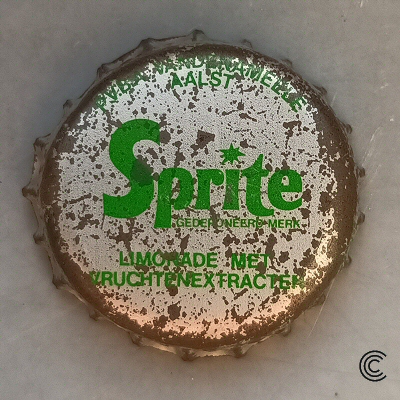 AALST
Sprite
GEDEPONEERD MERK
LIMONADE MET
VRUCHTENEXTRACTEN